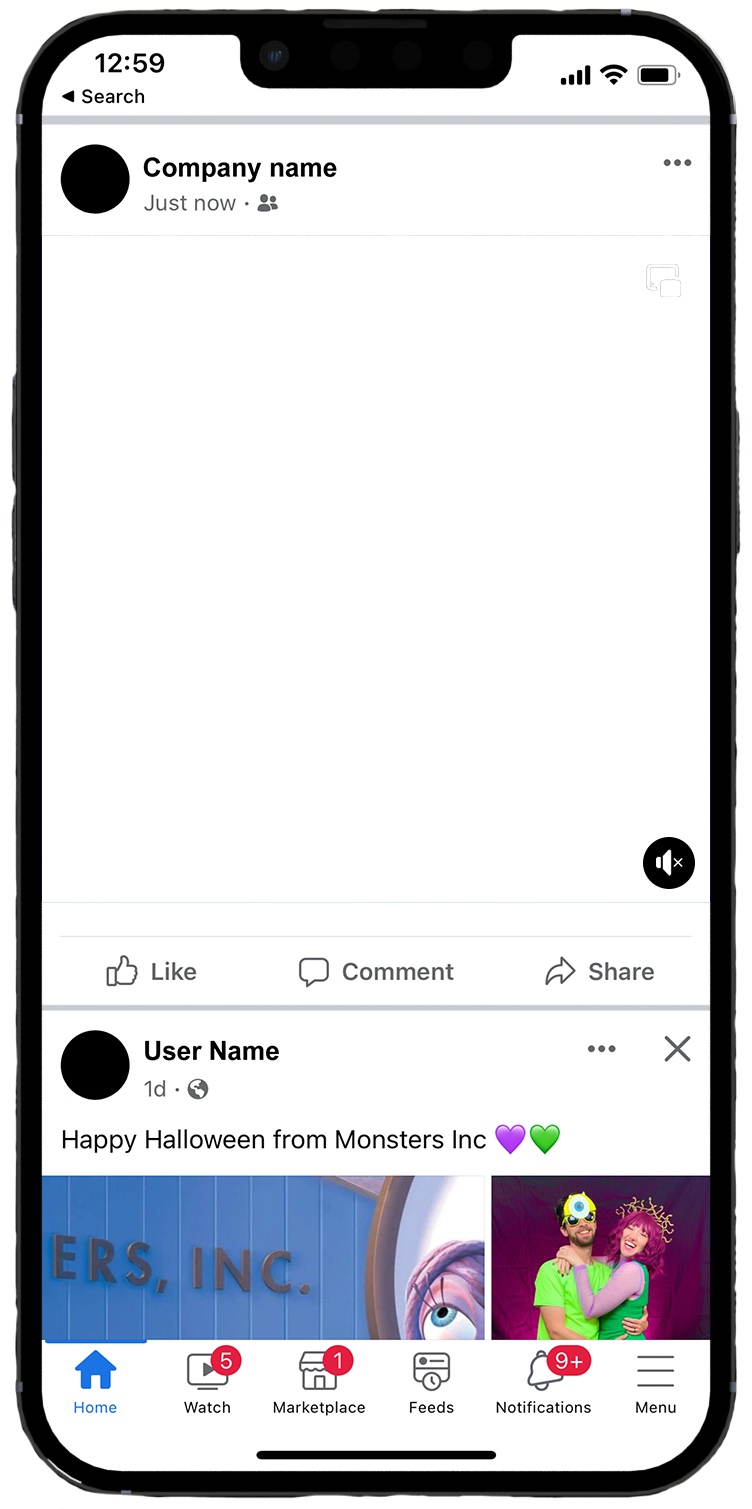 12:59
◀ Search
Company name
Just now ·
Like
Comment
Share
User Name
1d ·
Happy Halloween from Monsters Inc 💜💚
ERS, INC.
5
1
9+
Home
Watch
Marketplace
Feeds
Notifications
Menu